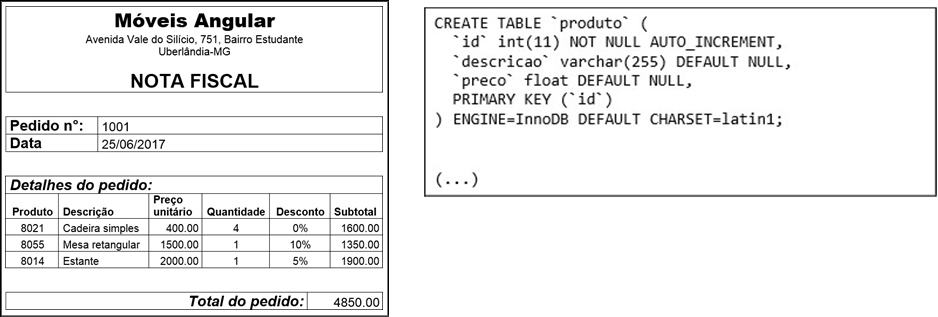 Móveis Angular
Avenida Vale do Silício, 751, Bairro Estudante
Uberlândia-MG
NOTA FISCAL
Pedido n°: 1001
Data 25/06/2017
Detalhes do pedido:
Produto Descrição Preço unitário Quantidade Desconto Subtotal
8021 Cadeira simples 400.00 4 0% 1600.00
8055 Mesa retangular 1500.00 1 10% 1350.00
8014 Estante 2000.00 1 5% 1900.00
Total do pedido: 4850.00
CREATE TABLE `produto` (
`id` int(11) NOT NULL AUTO_INCREMENT,
`descricao` varchar(255) DEFAULT NULL,
`preco` float DEFAULT NULL,
PRIMARY KEY (`id`)
) ENGINE=InnoDB DEFAULT CHARSET=latin1;
(...)